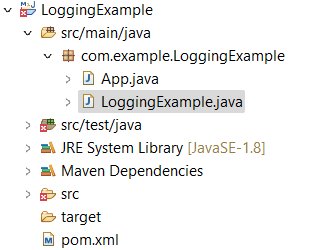 LoggingExample
src/main/java
com.example.LoggingExample
App.java
LoggingExample.java
src/test/java
JRE System Library [JavaSE-1.8]
Maven Dependencies
src
target
pom.xml